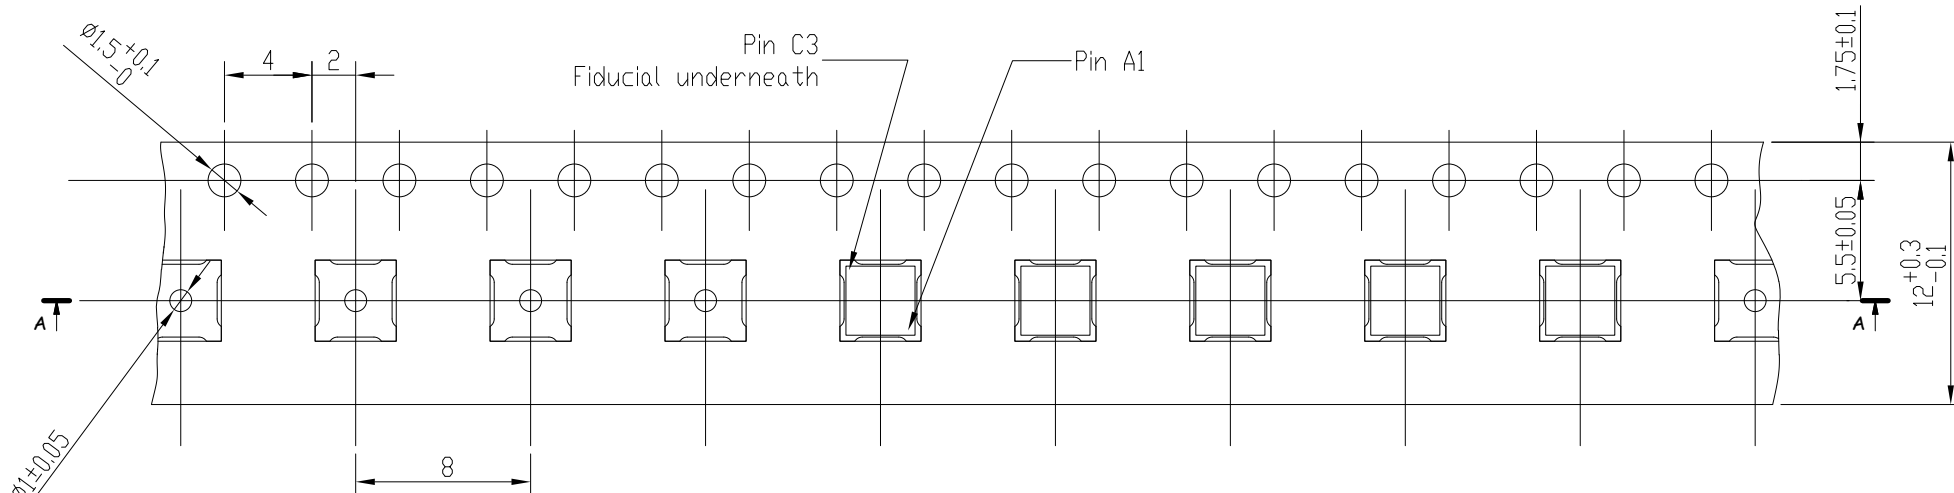 Ø1.5+0.1
-0
4
2
Pin C3
Fiducial underneath
Pin A1
1.75±0.1
5.5±0.05
12+0.3
-0.1
A
A
Ø1±0.05
8